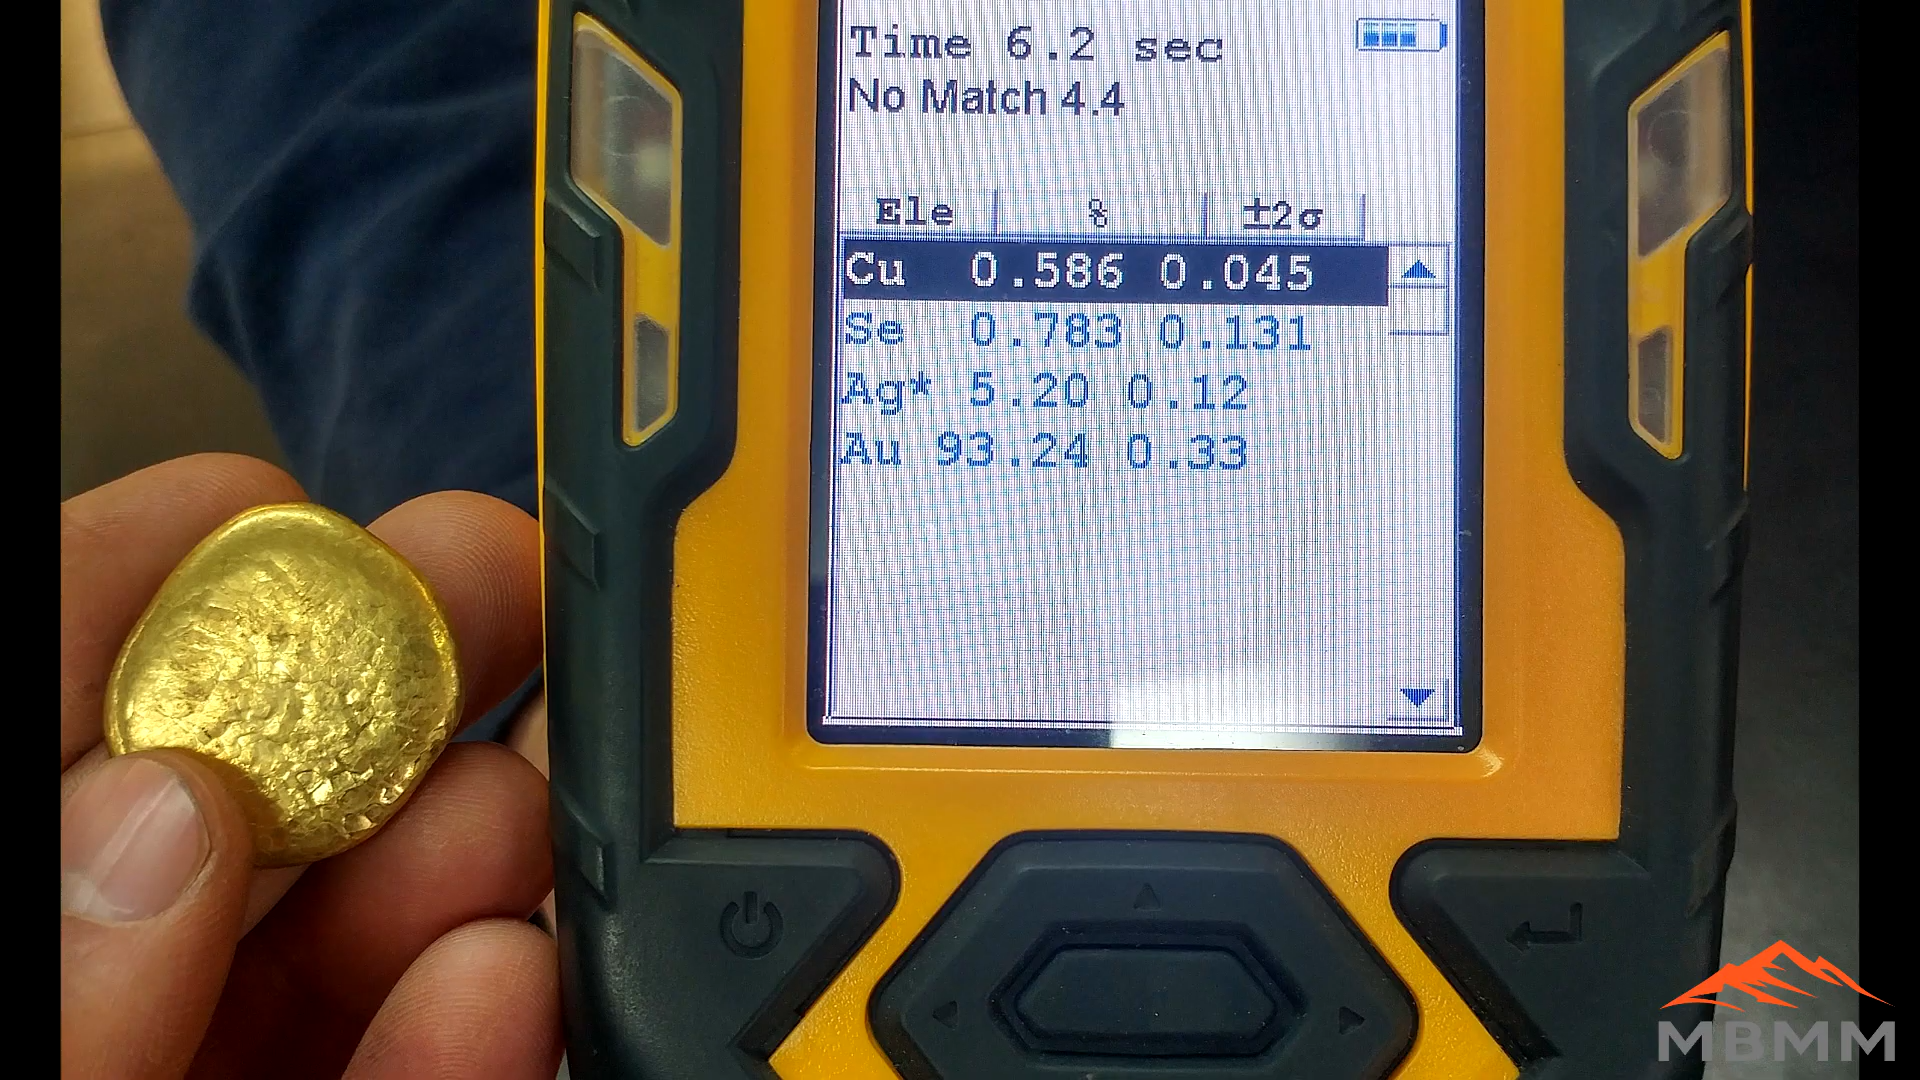 Time 6.2 sec
No Match 4.4
Ele % ±2σ
Cu 0.586 0.045
Se 0.783 0.131
Ag* 5.20 0.12
Au 93.24 0.33
MBMM